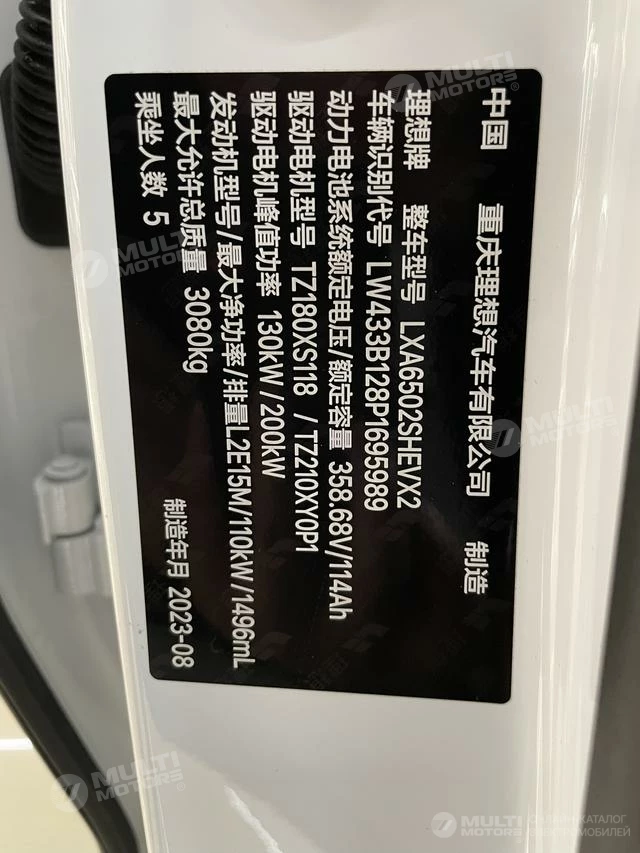 中国 重庆理想汽车有限公司 制造
理想牌 整车型号 LXA6502SHEVX2
车辆识别代号 LW433B128P1695989
动力电池系统额定电压/额定容量 358.68V/114Ah
驱动电机型号 TZ180XS118 /TZ210XY0P1
驱动电机峰值功率 130kW/200kW
发动机型号/最大净功率/排量L2E15M/110kW/1496mL
最大允许总质量 3080kg
乘坐人数 5 制造年月 2023-08
MULTI MOTORS®
MULTI MOTORS
MULTI MOTORS
MULTI MOTORS®
MULTI MOTORS ОНЛАЙН-КАТАЛОГ АВТОМОБИЛЕЙ